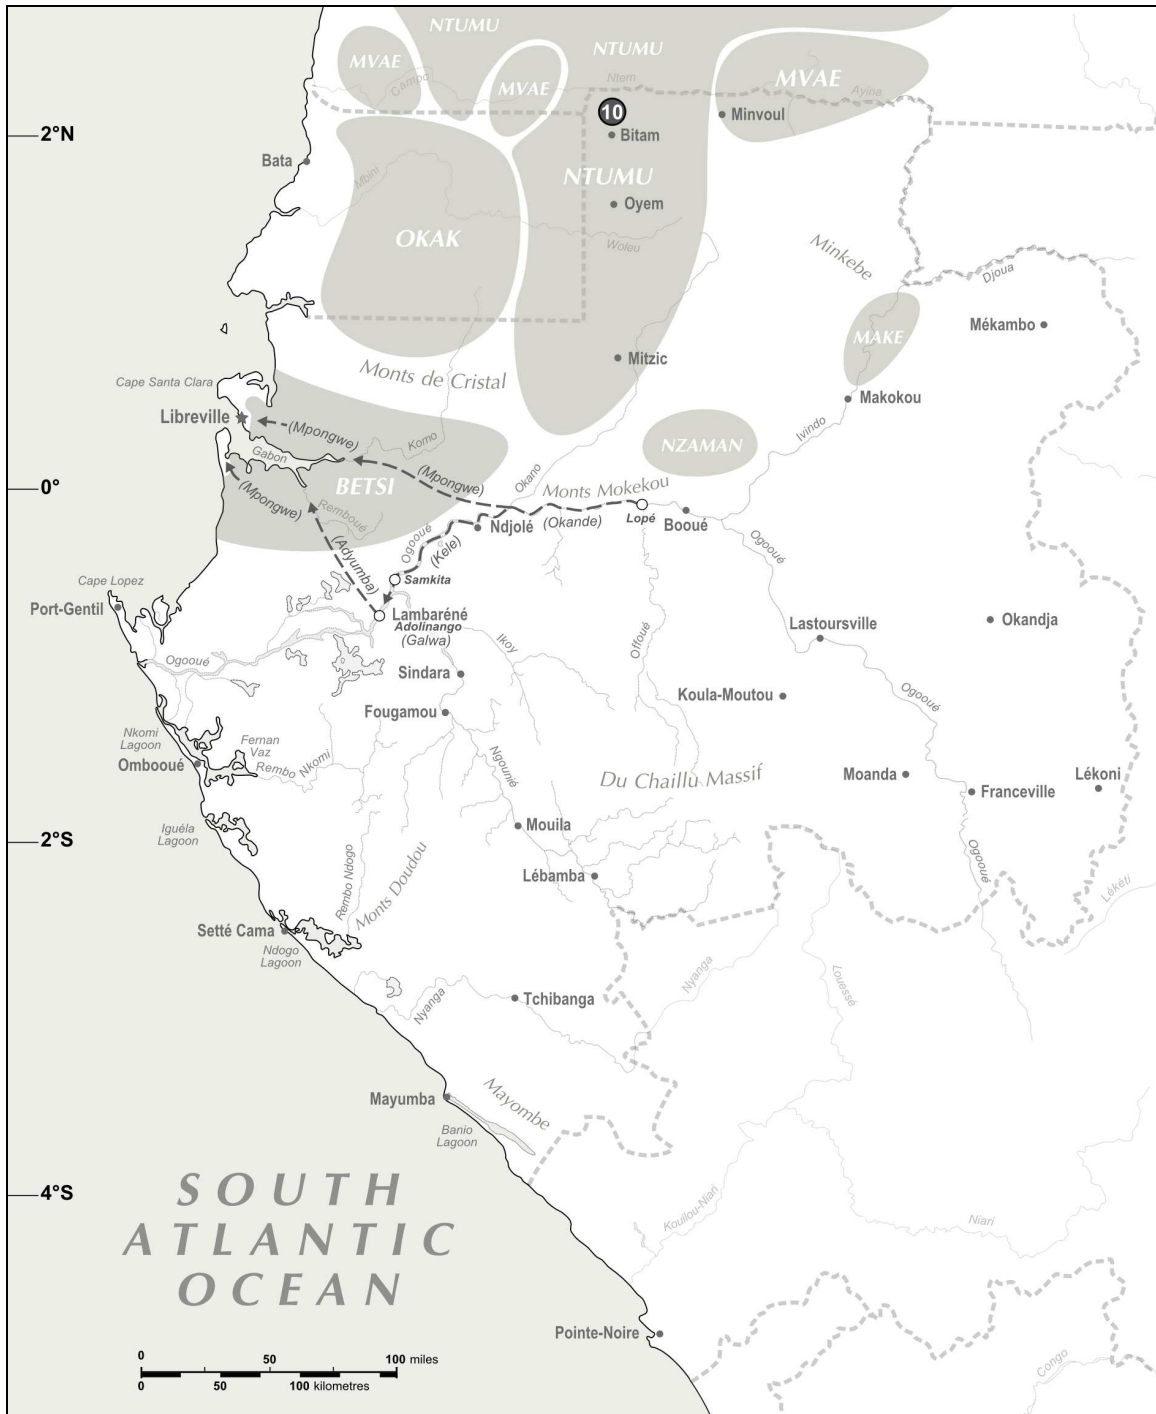 NTUMU
NTUMU
MVAE
MVAE
MVAE
Campo
Ntem
Ayina
10
Minvoul
2°N
Bitam
Bata
NTUMU
Mbini
Oyem
OKAK
Woleu
Minkebe
Djoua
Mékambo
MAKE
Mitzic
Monts de Cristal
Cape Santa Clara
Makokou
Libreville
(Mpongwe)
Komo
NZAMAN
Ivindo
Gabon
(Mpongwe)
Okano
0°
(Mpongwe)
BETSI
Monts Mokekou
Remboué
Ndjolé
(Okande)
Lopé
Booué
Ogooué
(Kele)
Ogooué
(Adyumba)
Samkita
Cape Lopez
Port-Gentil
Lambaréné
Adolinango
(Galwa)
Ikoy
Offoué
Lastoursville
Okandja
Ogooué
Sindara
Koula-Moutou
Ogooué
Fougamou
Nkomi
Lagoon
Fernan
Vaz
Rembo Nkomi
Ombooué
Ngounié
Du Chaillu Massif
Moanda
Franceville
Lékoni
Iguéla
Lagoon
2°S
Mouila
Ogooué
Rembo Ndogo
Monts Doudou
Lébamba
Lékéti
Setté Cama
Ndogo
Lagoon
Nyanga
Louessé
Nyanga
Tchibanga
Mayumba
Mayombe
Banio
Lagoon
4°S
SOUTH
ATLANTIC
OCEAN
Kouilou-Niari
Niari
Pointe-Noire
Congo
0 50 100 miles
0 50 100 kilometres